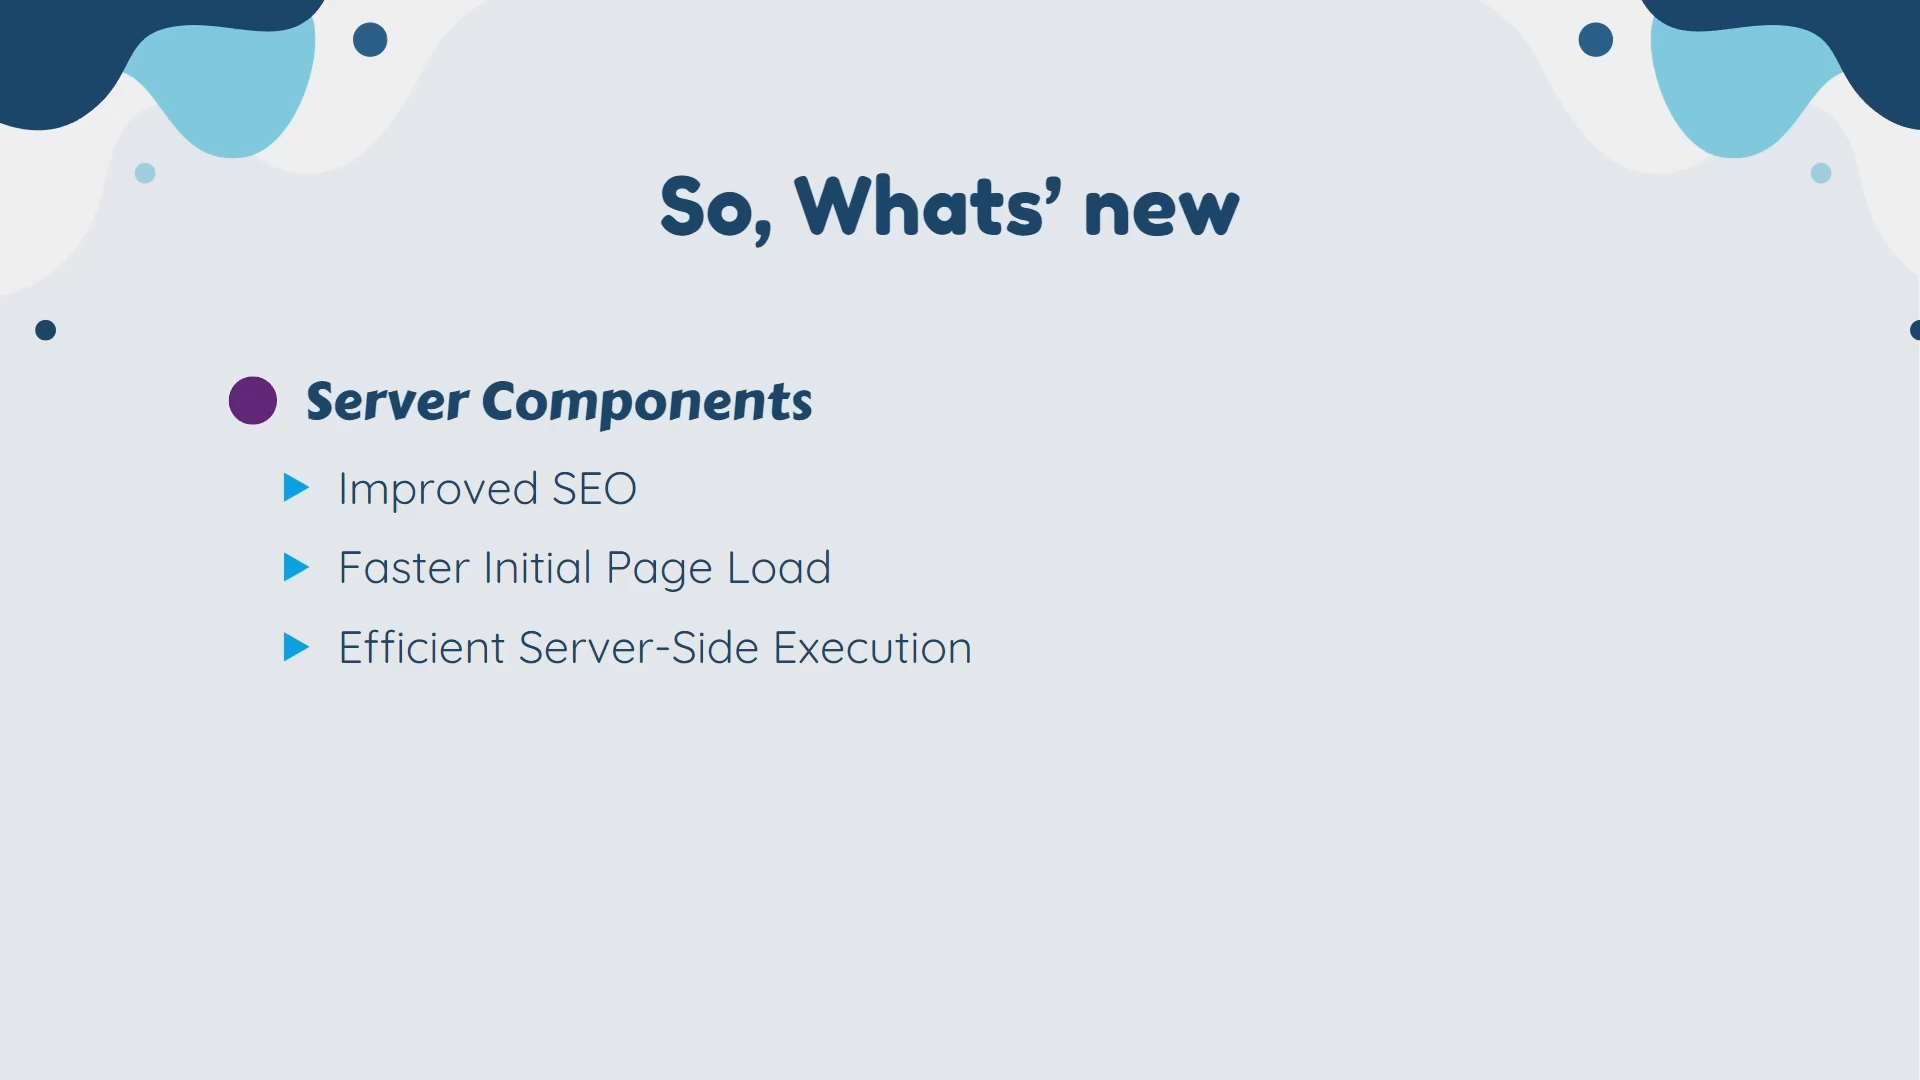 So, Whats’ new
Server Components
Improved SEO
Faster Initial Page Load
Efficient Server-Side Execution